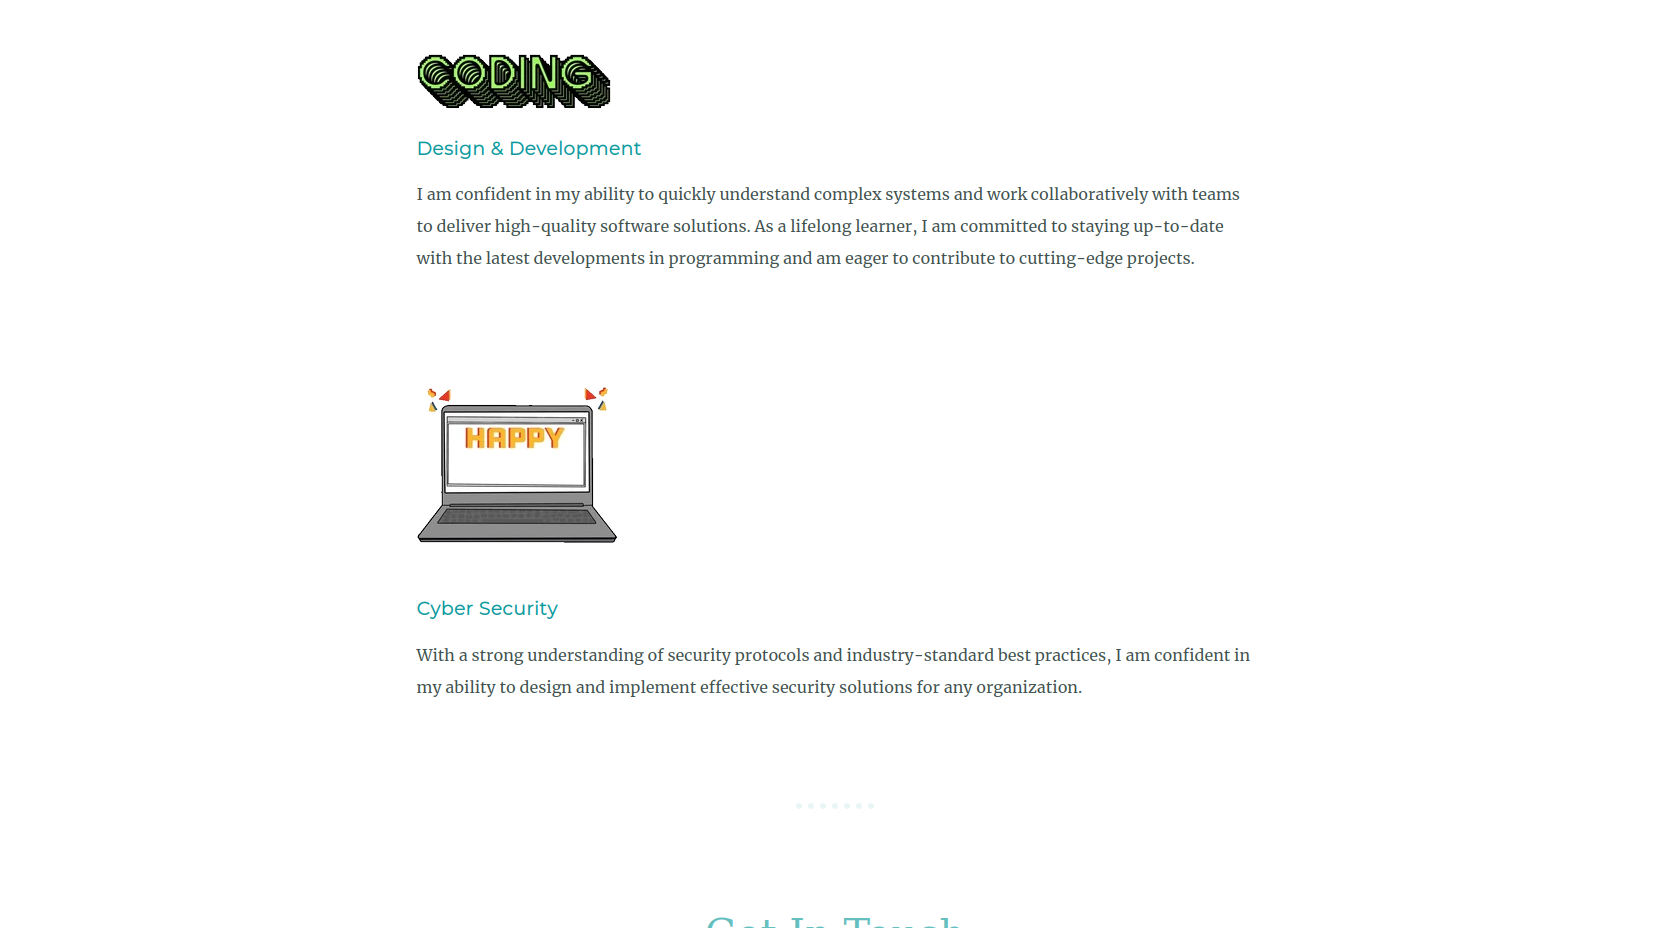 CODING
Design & Development
I am confident in my ability to quickly understand complex systems and work collaboratively with teams
to deliver high-quality software solutions. As a lifelong learner, I am committed to staying up-to-date
with the latest developments in programming and am eager to contribute to cutting-edge projects.
HAPPY
Cyber Security
With a strong understanding of security protocols and industry-standard best practices, I am confident in
my ability to design and implement effective security solutions for any organization.
Get In Touch